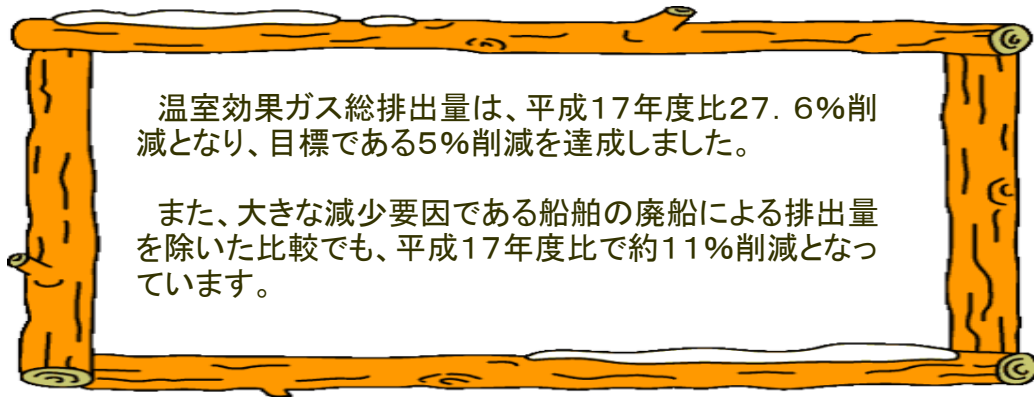 温室効果ガス総排出量は、平成１７年度比２７．６％削
減となり、目標である５％削減を達成しました。
また、大きな減少要因である船舶の廃船による排出量
を除いた比較でも、平成１７年度比で約１１％削減となっ
ています。